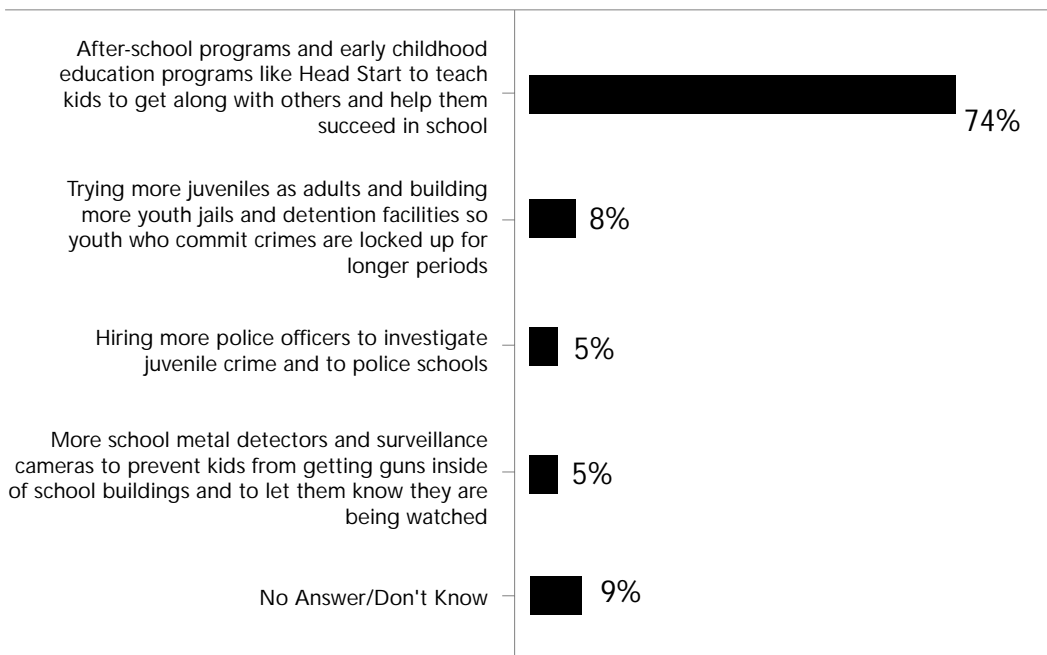 After-school programs and early childhood
education programs like Head Start to teach
kids to get along with others and help them
succeed in school
74%
Trying more juveniles as adults and building
more youth jails and detention facilities so
youth who commit crimes are locked up for
longer periods
8%
Hiring more police officers to investigate
juvenile crime and to police schools
5%
More school metal detectors and surveillance
cameras to prevent kids from getting guns inside
of school buildings and to let them know they are
being watched
5%
No Answer/Don't Know
9%